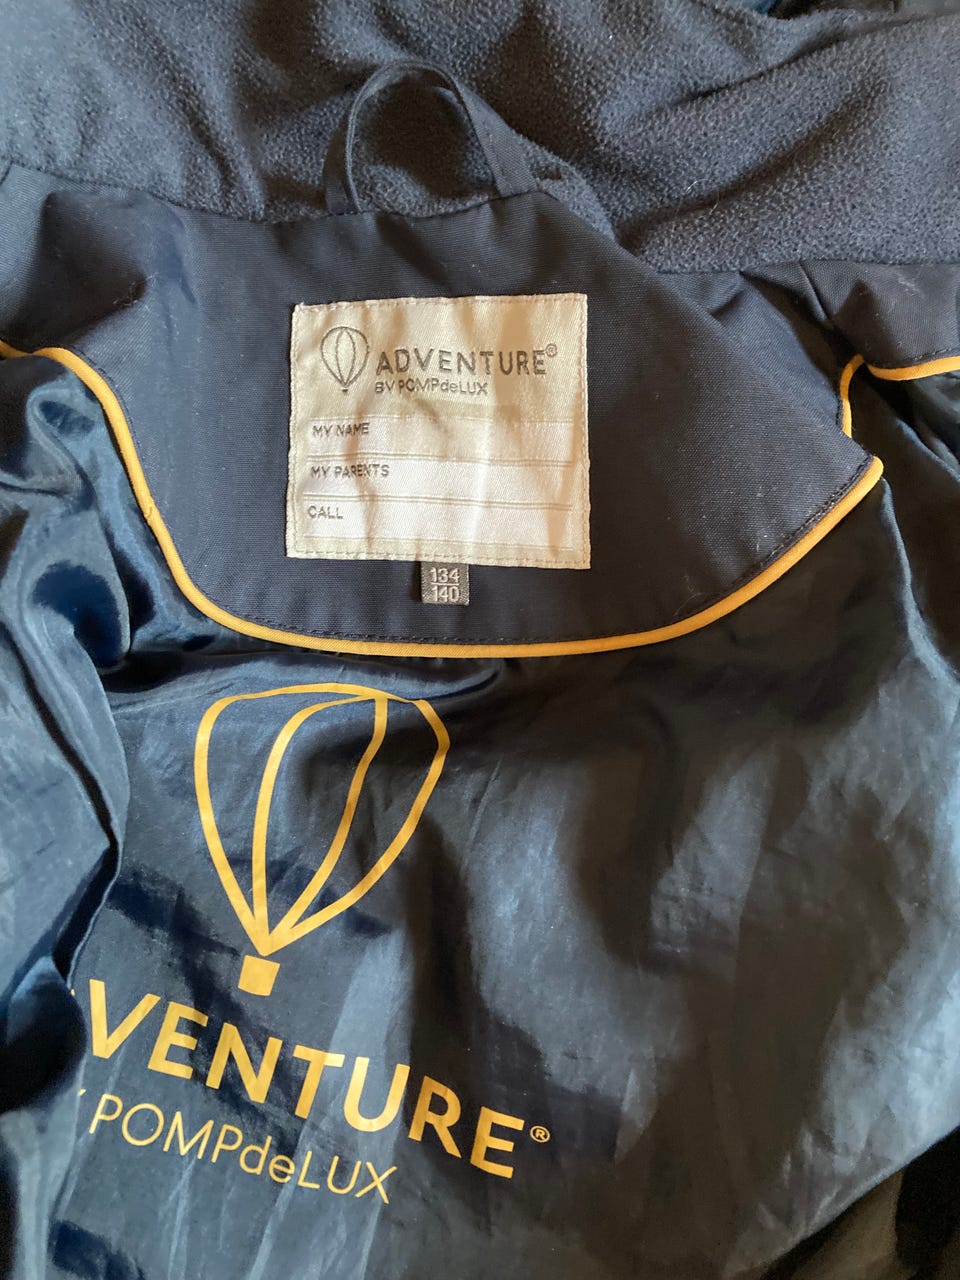 ADVENTURE®
BY POMPdeLUX
MY NAME
MY PARENTS
CALL
134
140
VENTURE®
POMPdeLUX